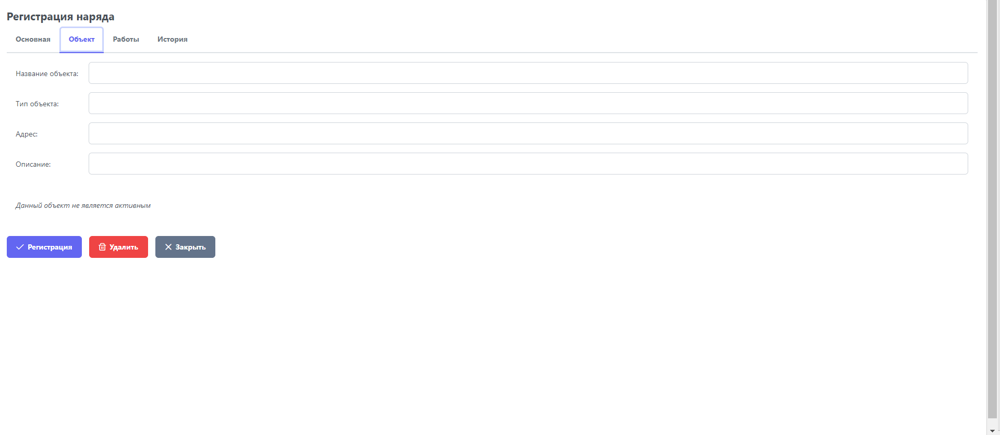 Регистрация наряда
Основная Объект Работы История
Название объекта:
Тип объекта:
Адрес:
Описание:
Данный объект не является активным
Регистрация Удалить Закрыть